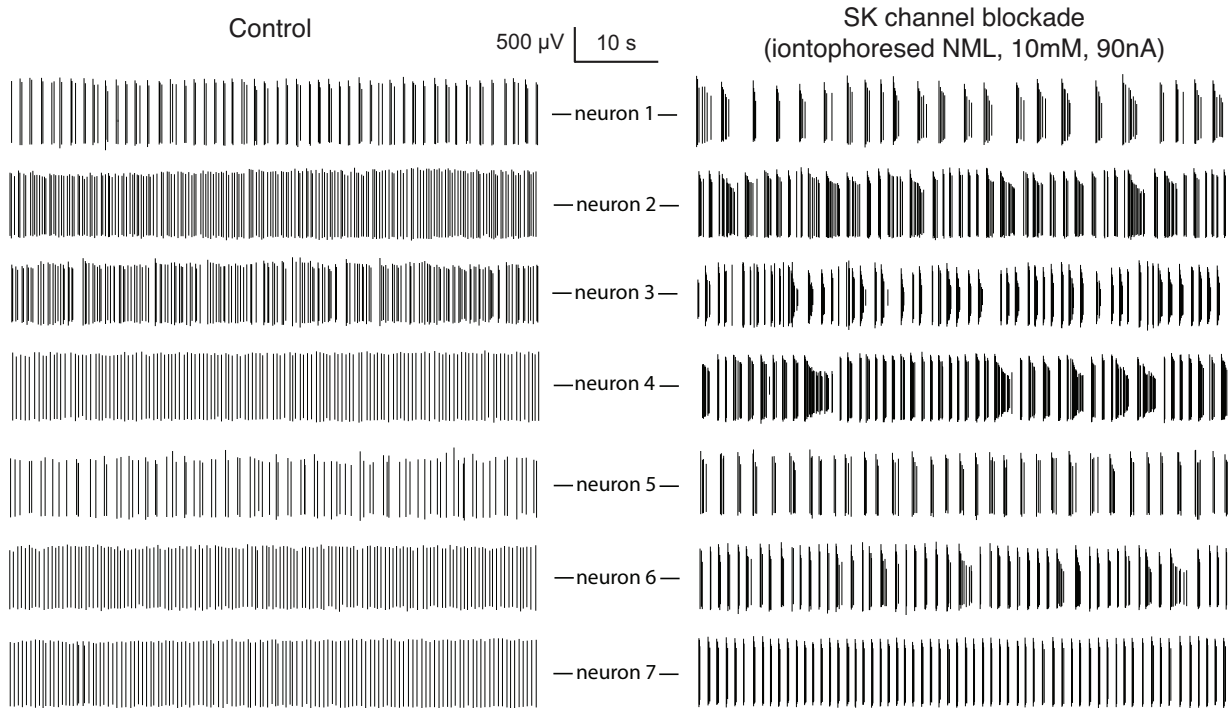 Control
500 µV
10 s
SK channel blockade
(iontophoresed NML, 10mM, 90nA)
neuron 1
neuron 2
neuron 3
neuron 4
neuron 5
neuron 6
neuron 7